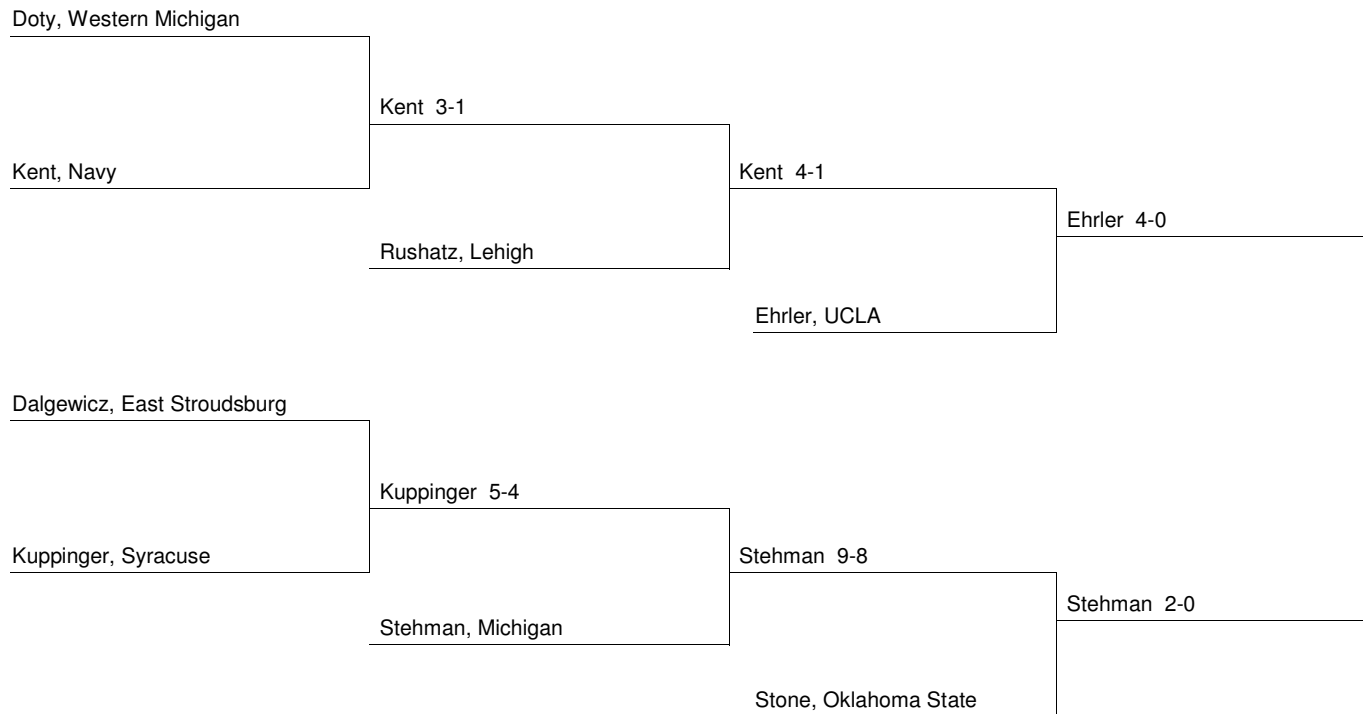 Doty, Western Michigan
Kent 3-1
Kent, Navy
Kent 4-1
Ehrler 4-0
Rushatz, Lehigh
Ehrler, UCLA
Dalgewicz, East Stroudsburg
Kuppinger 5-4
Kuppinger, Syracuse
Stehman 9-8
Stehman 2-0
Stehman, Michigan
Stone, Oklahoma State